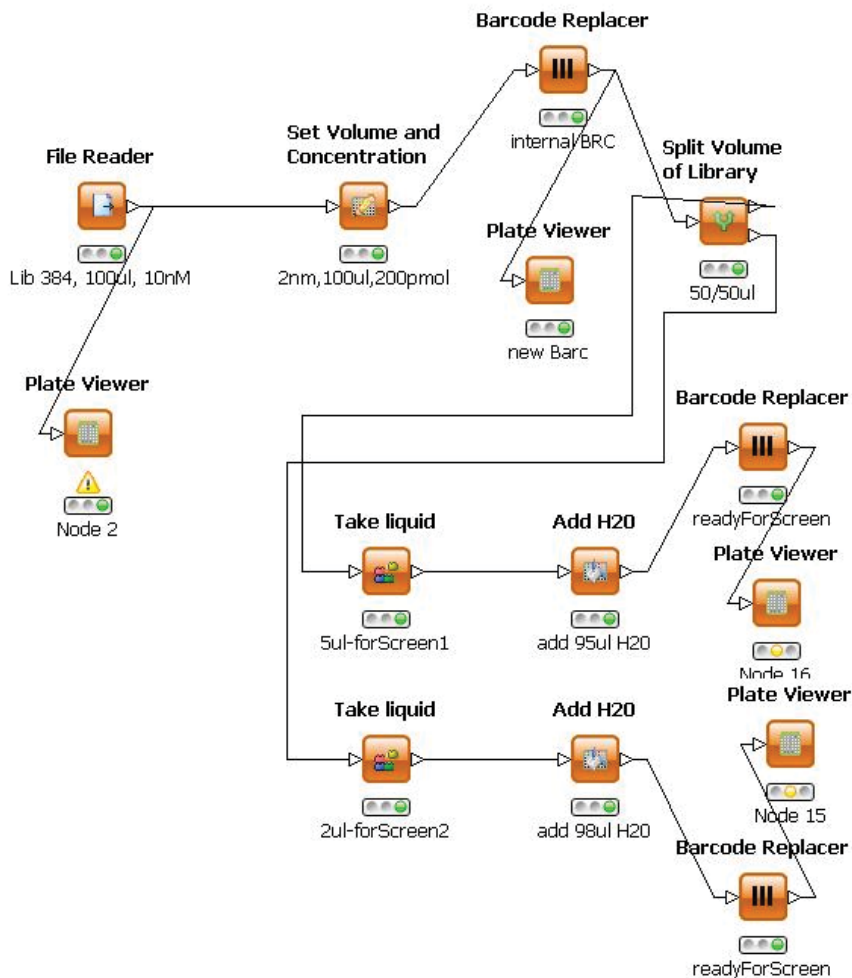 Barcode Replacer
internal BRC
Set Volume and
Concentration
2nm,100ul,200pmol
File Reader
Lib 384, 100ul, 10nM
Split Volume
of Library
50/50ul
Plate Viewer
new Barc
Plate Viewer
Node 2
Barcode Replacer
readyForScreen
Take liquid
5ul-forScreen1
Add H20
add 95ul H20
Plate Viewer
Node 16
Take liquid
2ul-forScreen2
Add H20
add 98ul H20
Plate Viewer
Node 15
Barcode Replacer
readyForScreen